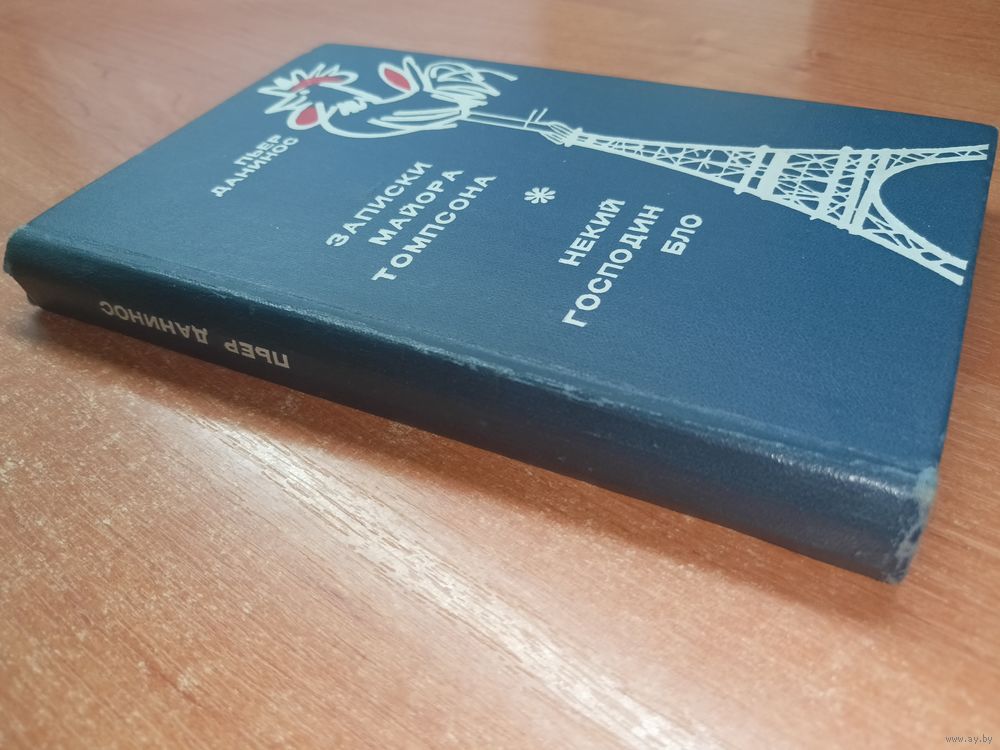 ПЬЕР
ДАНИНОС
ЗАПИСКИ
МАЙОРА
ТОМПСОНА
НЕКИЙ
ГОСПОДИН
БЛО
ПЬЕР ДАНИНОС
www.ay.by